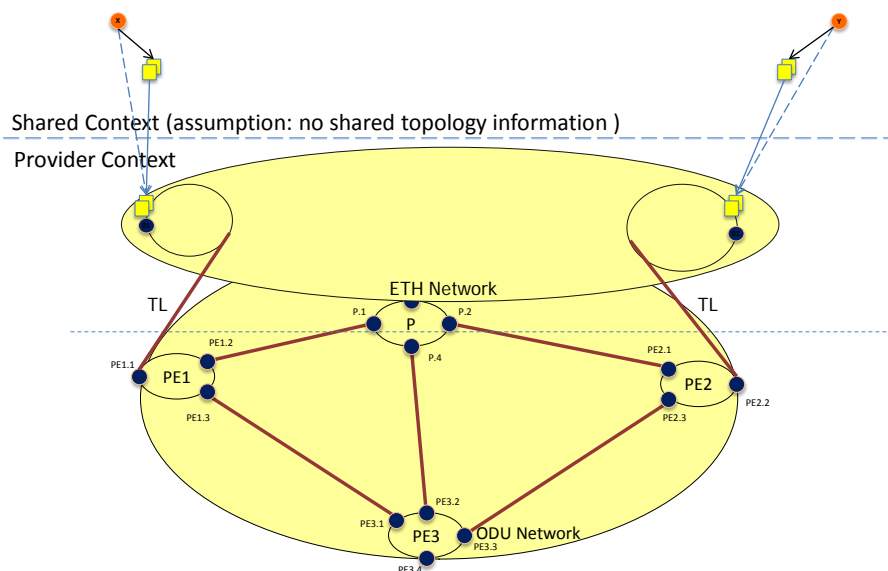 X
Y
Shared Context (assumption: no shared topology information )
Provider Context
ETH Network
TL
TL
P.1
P
P.2
PE1.2
P.4
PE2.1
PE1.1
PE1
PE2
PE1.3
PE2.3
PE2.2
PE3.2
PE3.1
PE3
ODU Network
PE3.3
PE3.4